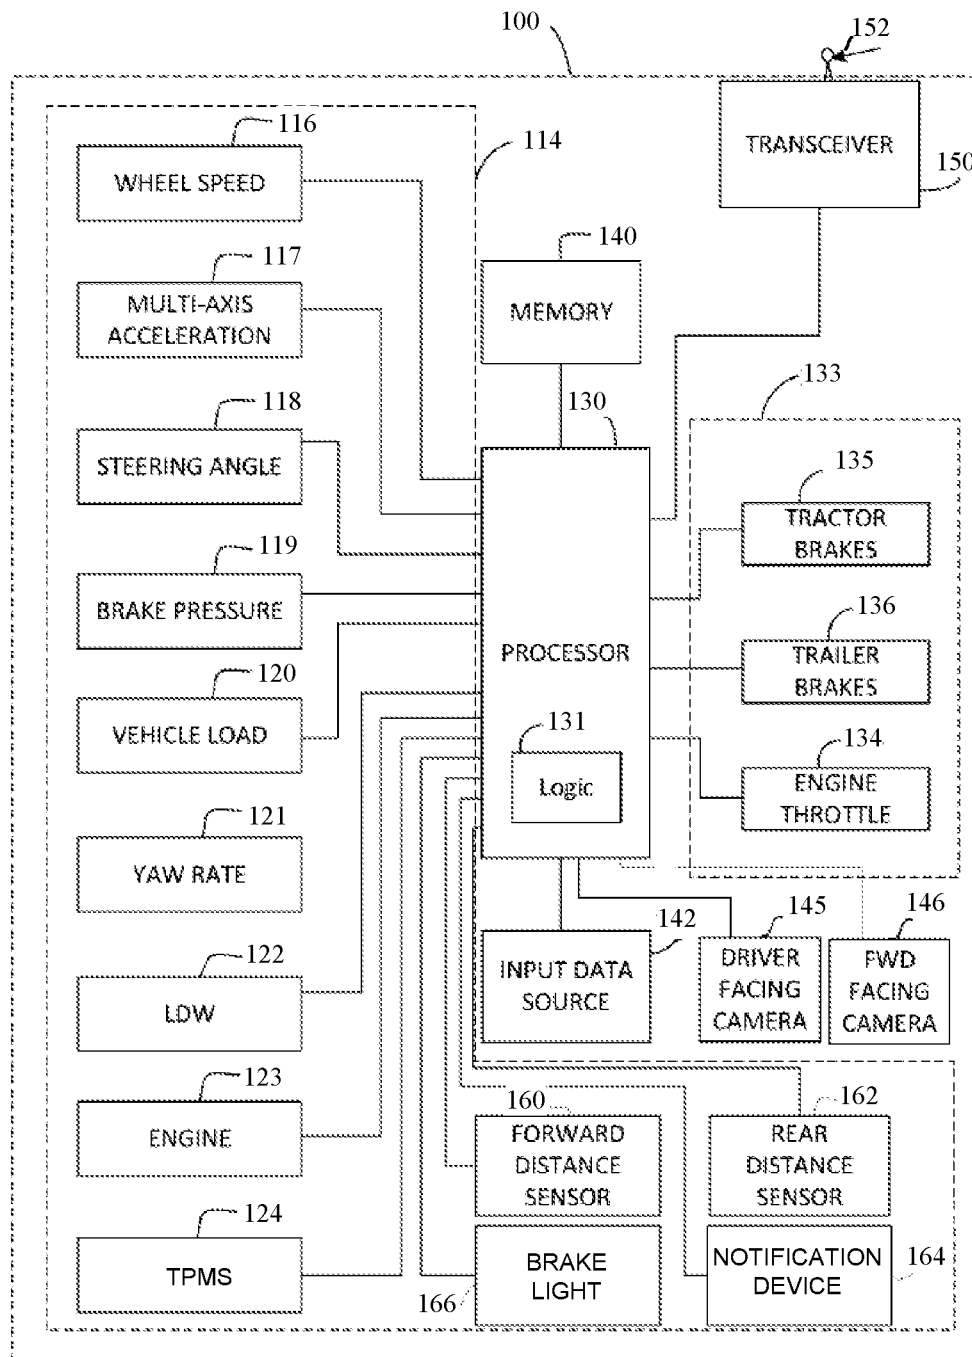 100
152
116
WHEEL SPEED
114
TRANSCEIVER
150
117
MULTI-AXIS
ACCELERATION
140
MEMORY
118
STEERING ANGLE
130
133
119
BRAKE PRESSURE
135
TRACTOR
BRAKES
120
VEHICLE LOAD
PROCESSOR
136
TRAILER
BRAKES
131
Logic
134
ENGINE
THROTTLE
121
YAW RATE
142
INPUT DATA
SOURCE
145
DRIVER
FACING
CAMERA
146
FWD
FACING
CAMERA
122
LDW
123
ENGINE
160
FORWARD
DISTANCE
SENSOR
162
REAR
DISTANCE
SENSOR
124
TPMS
166
BRAKE
LIGHT
NOTIFICATION
DEVICE
164